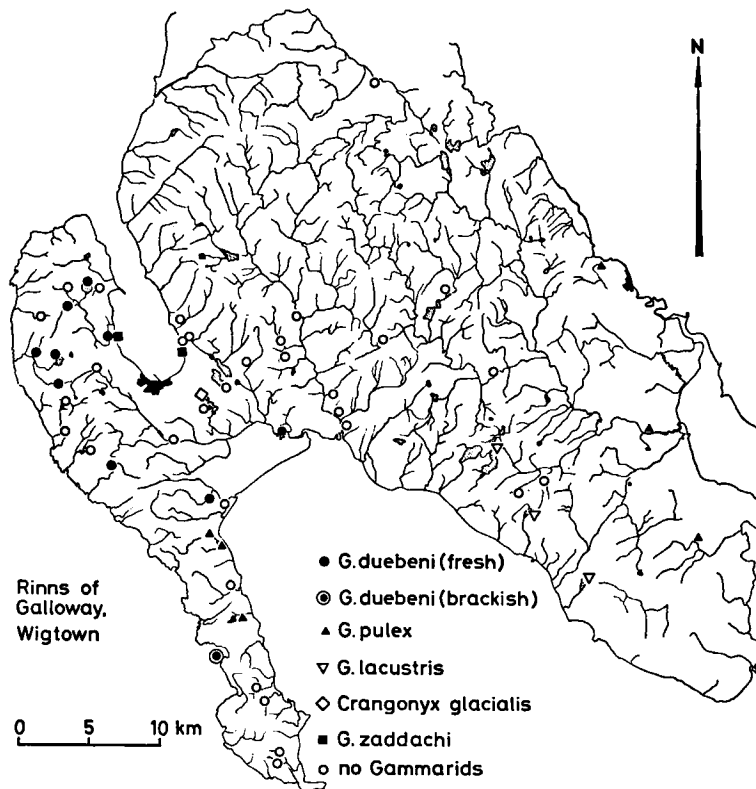 N
G.duebeni (fresh)
G.duebeni (brackish)
G. pulex
G. lacustris
Crangonyx glacialis
G. zaddachi
no Gammarids
Rinns of
Galloway,
Wigtown
0 5 10 km